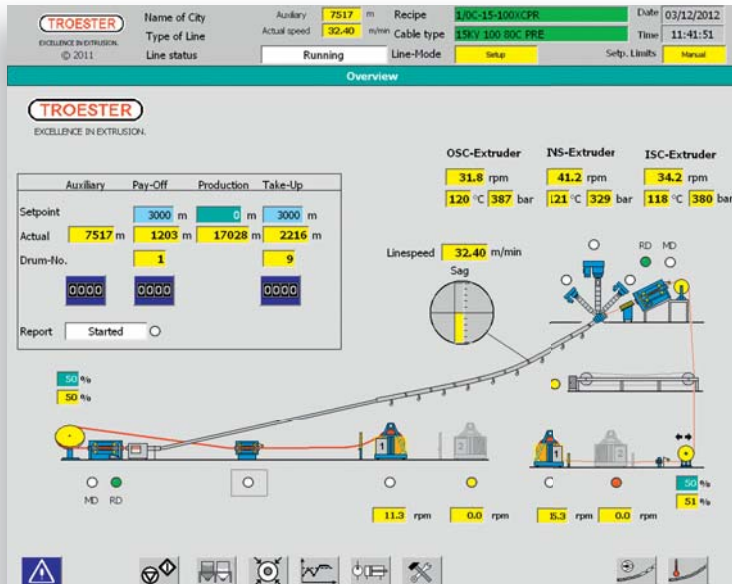 TROESTER
EXCELLENCE IN EXTRUSION.
© 2011
Name of City
Type of Line
Line status
Running
Auxliary 7517 m
Actual speed 32.40 m/min
Recipe 1/0C-15-100XCPR
Cable type 15KV 100 80C PRE
Line-Mode Setup
Date 03/12/2012
Time 11:41:51
Setp. Limits Manual
Overview
TROESTER
EXCELLENCE IN EXTRUSION.
Auxiliary Pay-Off Production Take-Up
Setpoint 3000 m 0 m 3000 m
Actual 7517 m 1203 m 17028 m 2216 m
Drum-No. 1 9
0000 0000 0000
Report Started
OSC-Extruder INS-Extruder ISC-Extruder
31.8 rpm 41.2 rpm 34.2 rpm
120 °C 387 bar 121 °C 329 bar 118 °C 380 bar
Linespeed 32.40 m/min
Sag
RD MD
50 %
50 %
1 2 1 2
MD RD
50 %
51 %
11.3 rpm 0.0 rpm 15.3 rpm 0.0 rpm